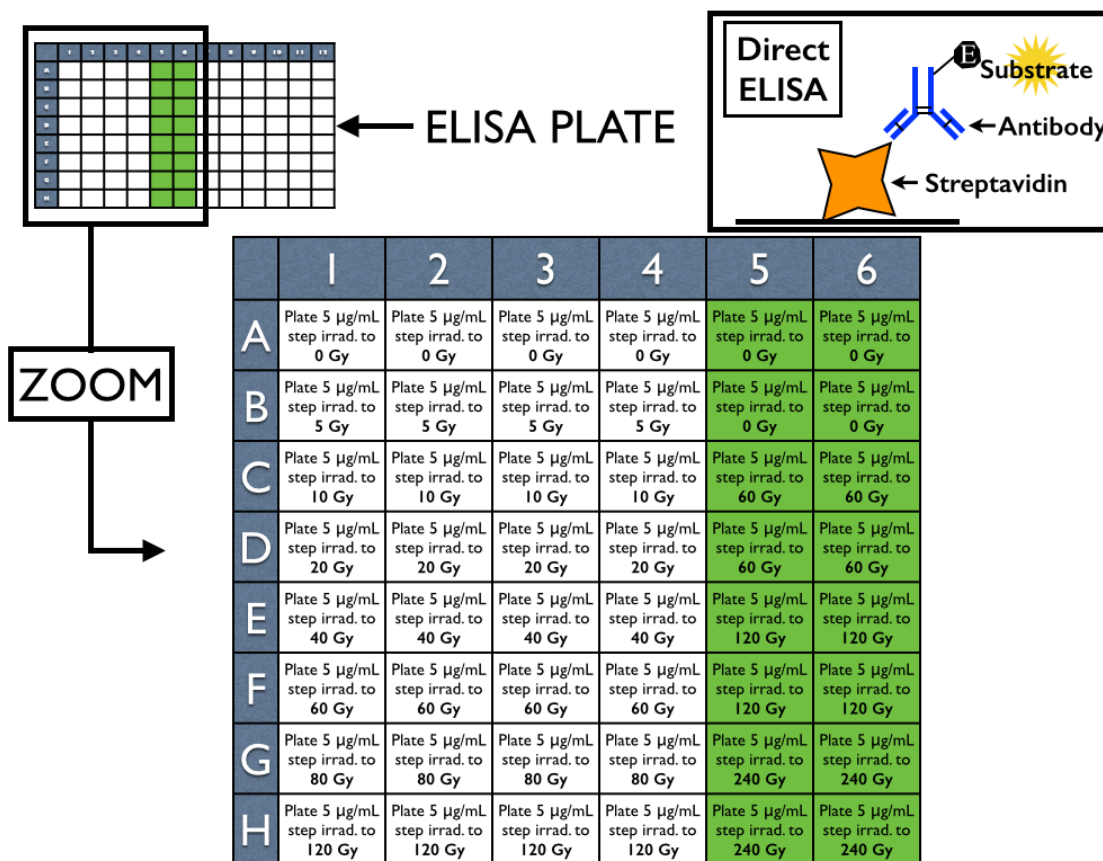 1 2 3 4 5 6 7 8 9 10 11 12
A
B
C
D
E
F
G
H
ELISA PLATE
Direct
ELISA
E
Substrate
Antibody
Streptavidin
ZOOM
1 2 3 4 5 6
A
Plate 5 µg/mL Plate 5 µg/mL Plate 5 µg/mL Plate 5 µg/mL Plate 5 µg/mL Plate 5 µg/mL
step irrad. to step irrad. to step irrad. to step irrad. to step irrad. to step irrad. to
0 Gy 0 Gy 0 Gy 0 Gy 0 Gy 0 Gy
B
Plate 5 µg/mL Plate 5 µg/mL Plate 5 µg/mL Plate 5 µg/mL Plate 5 µg/mL Plate 5 µg/mL
step irrad. to step irrad. to step irrad. to step irrad. to step irrad. to step irrad. to
5 Gy 5 Gy 5 Gy 5 Gy 0 Gy 0 Gy
C
Plate 5 µg/mL Plate 5 µg/mL Plate 5 µg/mL Plate 5 µg/mL Plate 5 µg/mL Plate 5 µg/mL
step irrad. to step irrad. to step irrad. to step irrad. to step irrad. to step irrad. to
10 Gy 10 Gy 10 Gy 10 Gy 60 Gy 60 Gy
D
Plate 5 µg/mL Plate 5 µg/mL Plate 5 µg/mL Plate 5 µg/mL Plate 5 µg/mL Plate 5 µg/mL
step irrad. to step irrad. to step irrad. to step irrad. to step irrad. to step irrad. to
20 Gy 20 Gy 20 Gy 20 Gy 60 Gy 60 Gy
E
Plate 5 µg/mL Plate 5 µg/mL Plate 5 µg/mL Plate 5 µg/mL Plate 5 µg/mL Plate 5 µg/mL
step irrad. to step irrad. to step irrad. to step irrad. to step irrad. to step irrad. to
40 Gy 40 Gy 40 Gy 40 Gy 120 Gy 120 Gy
F
Plate 5 µg/mL Plate 5 µg/mL Plate 5 µg/mL Plate 5 µg/mL Plate 5 µg/mL Plate 5 µg/mL
step irrad. to step irrad. to step irrad. to step irrad. to step irrad. to step irrad. to
60 Gy 60 Gy 60 Gy 60 Gy 120 Gy 120 Gy
G
Plate 5 µg/mL Plate 5 µg/mL Plate 5 µg/mL Plate 5 µg/mL Plate 5 µg/mL Plate 5 µg/mL
step irrad. to step irrad. to step irrad. to step irrad. to step irrad. to step irrad. to
80 Gy 80 Gy 80 Gy 80 Gy 240 Gy 240 Gy
H
Plate 5 µg/mL Plate 5 µg/mL Plate 5 µg/mL Plate 5 µg/mL Plate 5 µg/mL Plate 5 µg/mL
step irrad. to step irrad. to step irrad. to step irrad. to step irrad. to step irrad. to
120 Gy 120 Gy 120 Gy 120 Gy 240 Gy 240 Gy